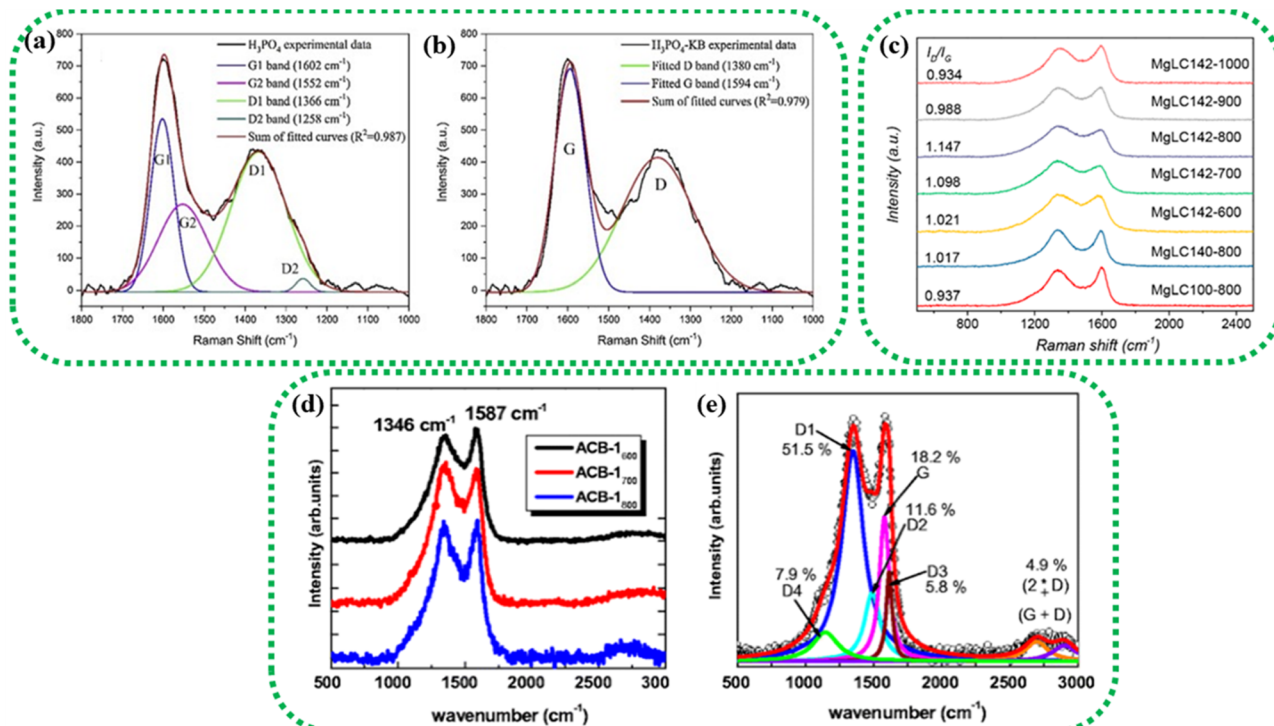 (a)
H₃PO₄ experimental data
G1 band (1602 cm⁻¹)
G2 band (1552 cm⁻¹)
D1 band (1366 cm⁻¹)
D2 band (1258 cm⁻¹)
Sum of fitted curves (R²=0.987)
G1
G2
D1
D2
800
700
600
500
400
300
200
100
0
Intensity (a.u.)
1800 1700 1600 1500 1400 1300 1200 1100 1000
Raman Shift (cm⁻¹)
(b)
H₃PO₄-KB experimental data
Fitted D band (1380 cm⁻¹)
Fitted G band (1594 cm⁻¹)
Sum of fitted curves (R²=0.979)
G
D
800
700
600
500
400
300
200
100
0
Intensity (a.u.)
1800 1700 1600 1500 1400 1300 1200 1100 1000
Raman Shift (cm⁻¹)
(c)
I_D/I_G
0.934 MgLC142-1000
0.988 MgLC142-900
1.147 MgLC142-800
1.098 MgLC142-700
1.021 MgLC142-600
1.017 MgLC140-800
0.937 MgLC100-800
Intensity (a.u.)
600 1200 1600 2000 2400
Raman shift (cm⁻¹)
(d)
1346 cm⁻¹
1587 cm⁻¹
ACB-1₆₀₀
ACB-1₇₀₀
ACB-1₈₀₀
Intensity (arb.units)
500 1000 1500 2000 2500 300
wavenumber (cm⁻¹)
(e)
D1
51.5 %
18.2 %
G
11.6 %
D2
D3
5.8 %
7.9 %
D4
4.9 %
(2 * D)
+
(G + D)
Intensity (arb.units)
500 1000 1500 2000 2500 3000
wavenumber (cm⁻¹)